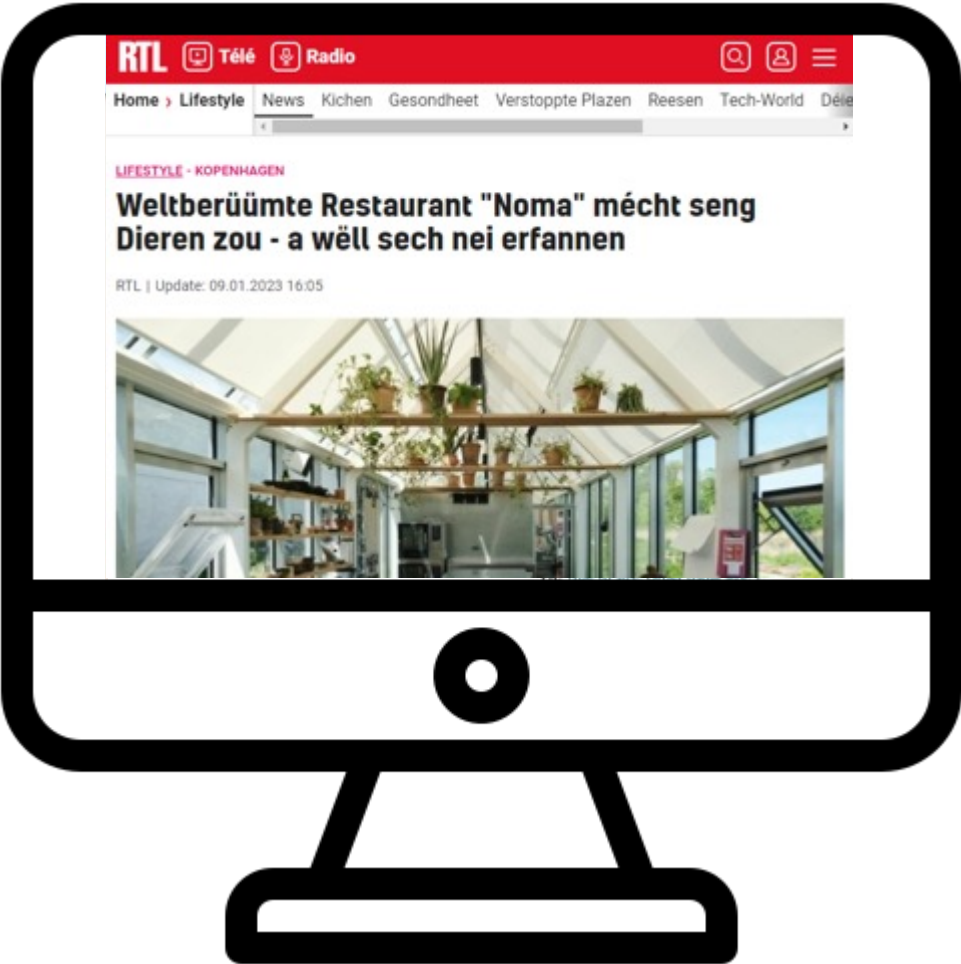 RTL Télé Radio
Home › Lifestyle News Kichen Gesondheet Verstoppte Plazen Reesen Tech-World Déie
LIFESTYLE - KOPENHAGEN
Weltberüümte Restaurant "Noma" mécht seng
Dieren zou - a wëll sech nei erfannen
RTL | Update: 09.01.2023 16:05